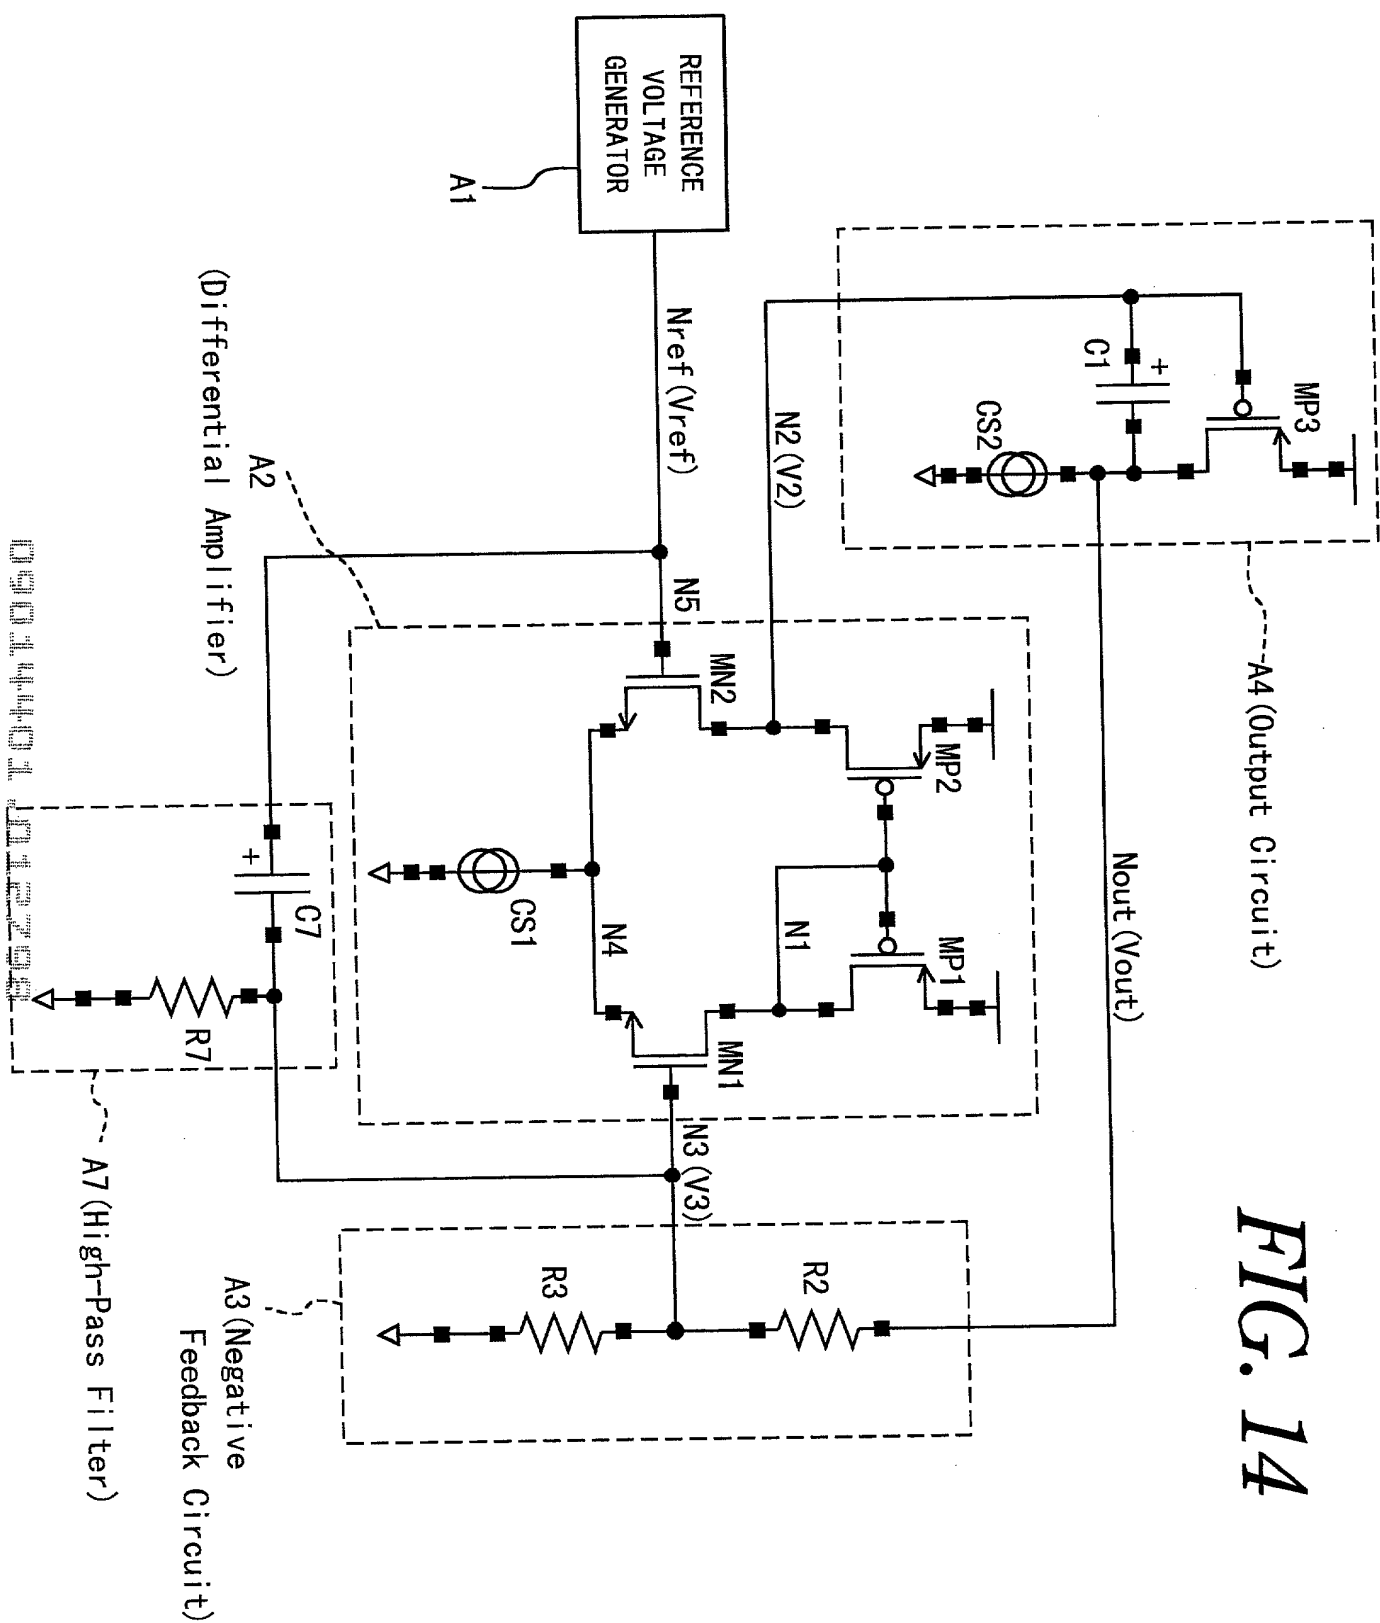 FIG. 14
A4(Output Circuit)
MP3
C1
+
CS2
N2(V2)
Nout(Vout)
REFERENCE
VOLTAGE
GENERATOR
A1
Nref(Vref)
N5
MN2
MP2
MP1
N1
MN1
N4
CS1
N3(V3)
R2
R3
A2
(Differential Amplifier)
+
C7
R7
A7(High-Pass Filter)
A3(Negative
Feedback Circuit)